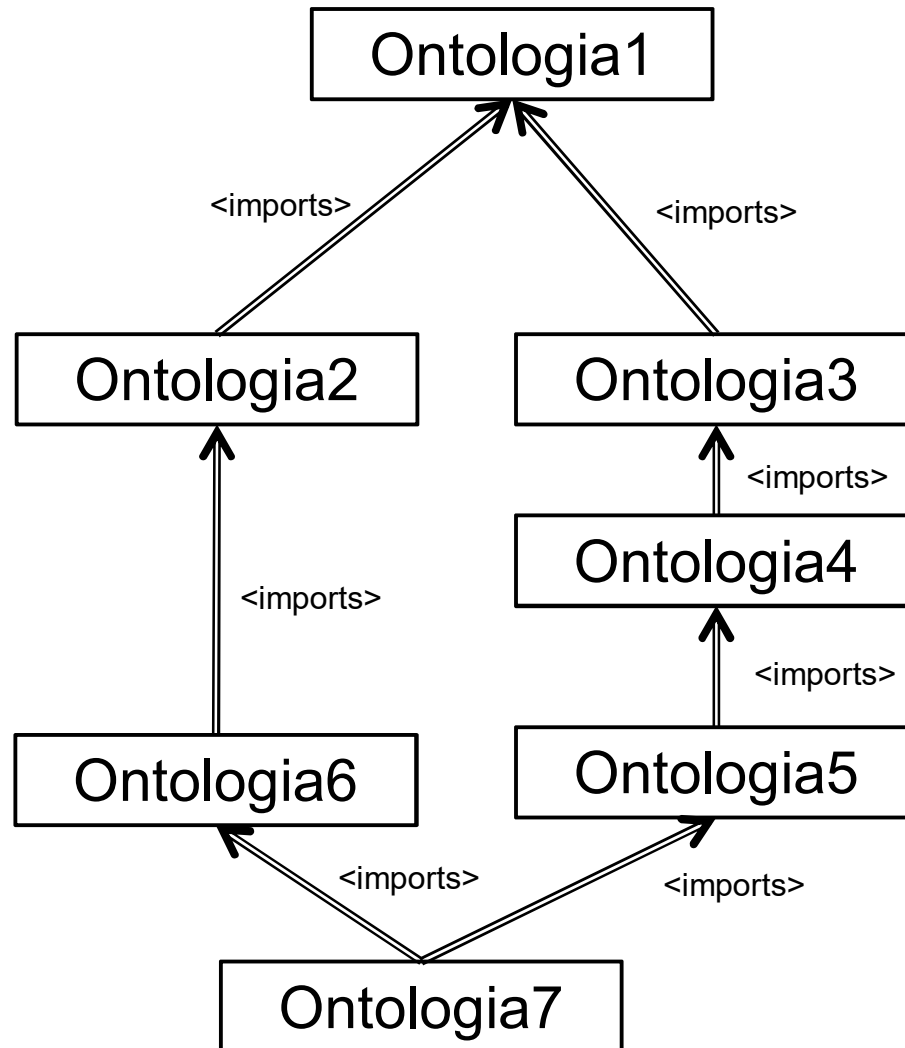 Ontologia1
<imports>
<imports>
Ontologia2
Ontologia3
<imports>
Ontologia4
<imports>
<imports>
Ontologia6
Ontologia5
<imports>
<imports>
Ontologia7